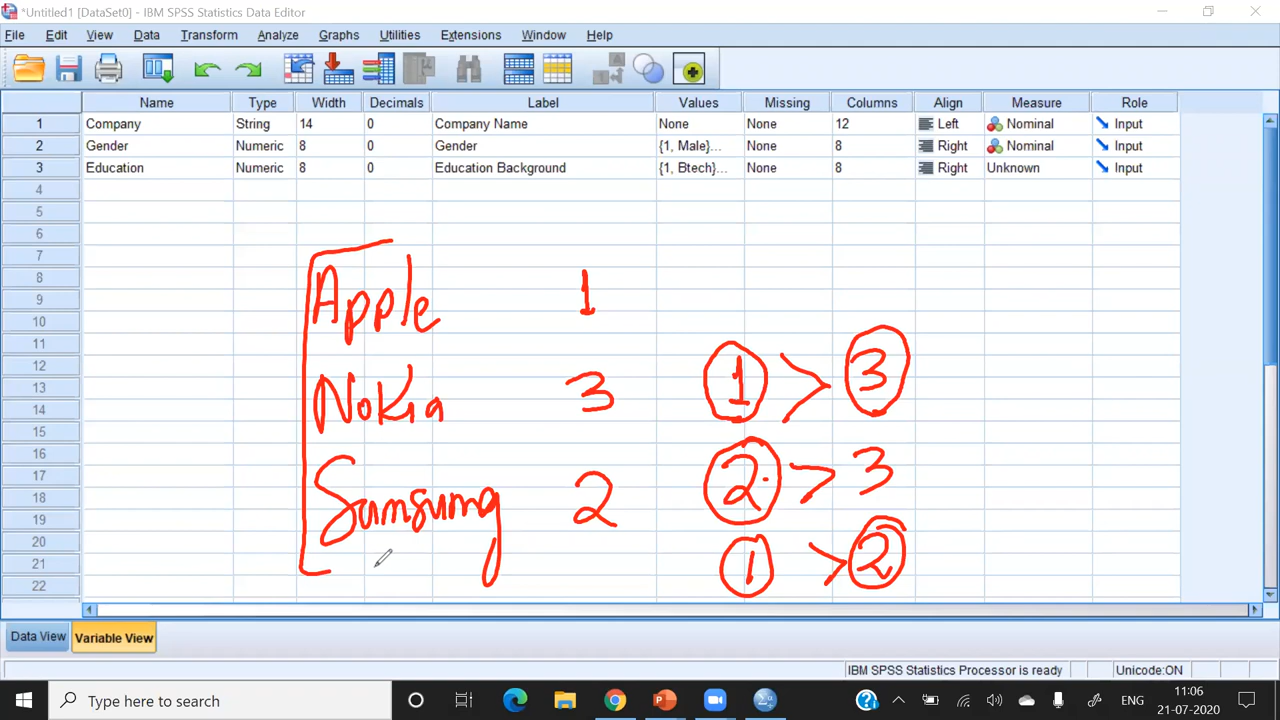 *Untitled1 [DataSet0] - IBM SPSS Statistics Data Editor
File Edit View Data Transform Analyze Graphs Utilities Extensions Window Help
Name Type Width Decimals Label Values Missing Columns Align Measure Role
1 Company String 14 0 Company Name None None 12 Left Nominal Input
2 Gender Numeric 8 0 Gender {1, Male}... None 8 Right Nominal Input
3 Education Numeric 8 0 Education Background {1, Btech}... None 8 Right Unknown Input
4
5
6
7
8
9
10
11
12
13
14
15
16
17
18
19
20
21
22
Apple 1
Nokia 3 1 > 3
Samsung 2 2 > 3
1 > 2
Data View Variable View
IBM SPSS Statistics Processor is ready Unicode:ON
Type here to search ENG 11:06
21-07-2020